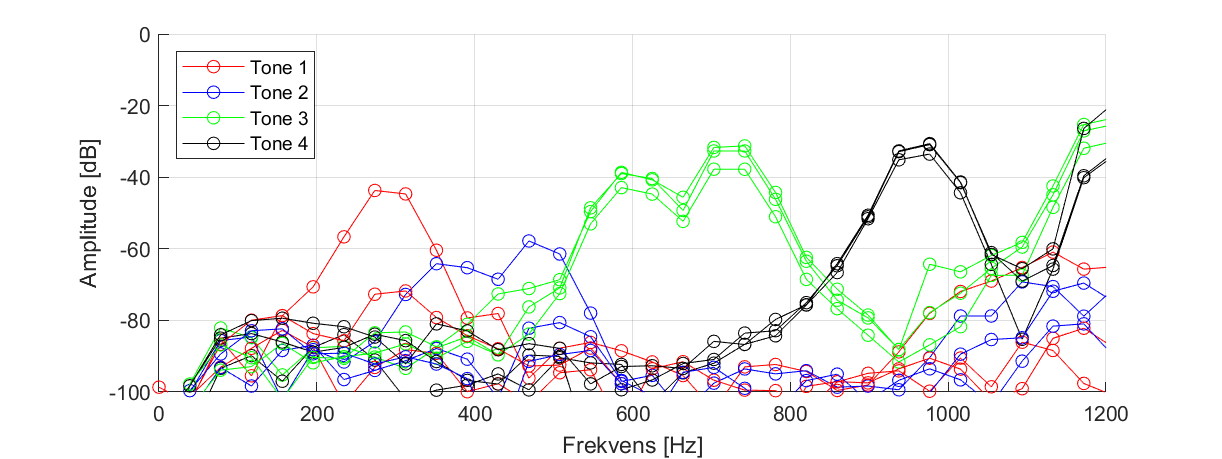 0
-20
-40
-60
-80
-100
Amplitude [dB]
Tone 1
Tone 2
Tone 3
Tone 4
0 200 400 600 800 1000 1200
Frekvens [Hz]